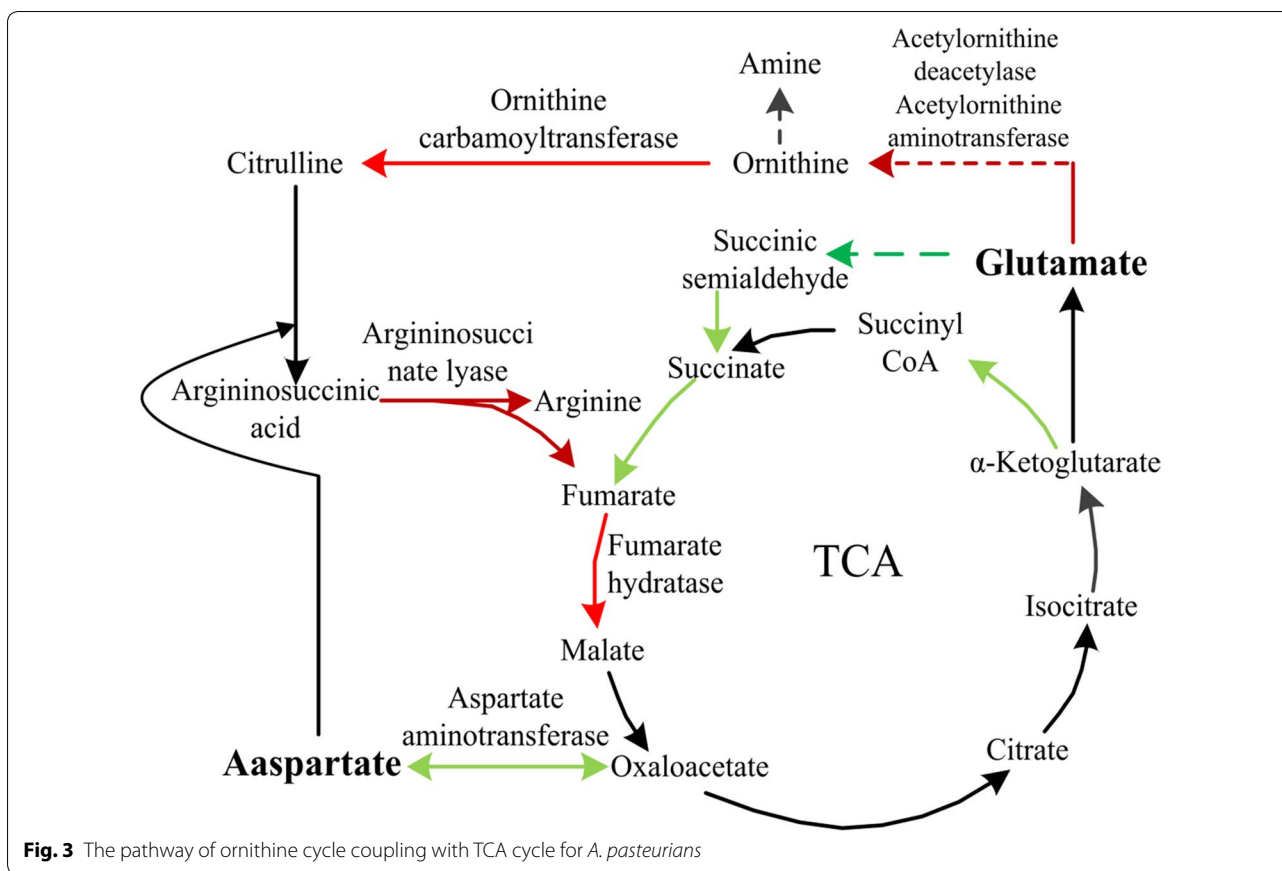 Acetylornithine
deacetylase
Acetylornithine
aminotransferase
Amine
Ornithine
carbamoyltransferase
Citrulline
Ornithine
Succinic
semialdehyde
Glutamate
Succinyl
CoA
Succinate
Argininosucci
nate lyase
Argininosuccinic
acid
Arginine
α-Ketoglutarate
Fumarate
Fumarate
hydratase
TCA
Isocitrate
Malate
Aspartate
aminotransferase
Aaspartate
Oxaloacetate
Citrate
Fig. 3 The pathway of ornithine cycle coupling with TCA cycle for A. pasteurians